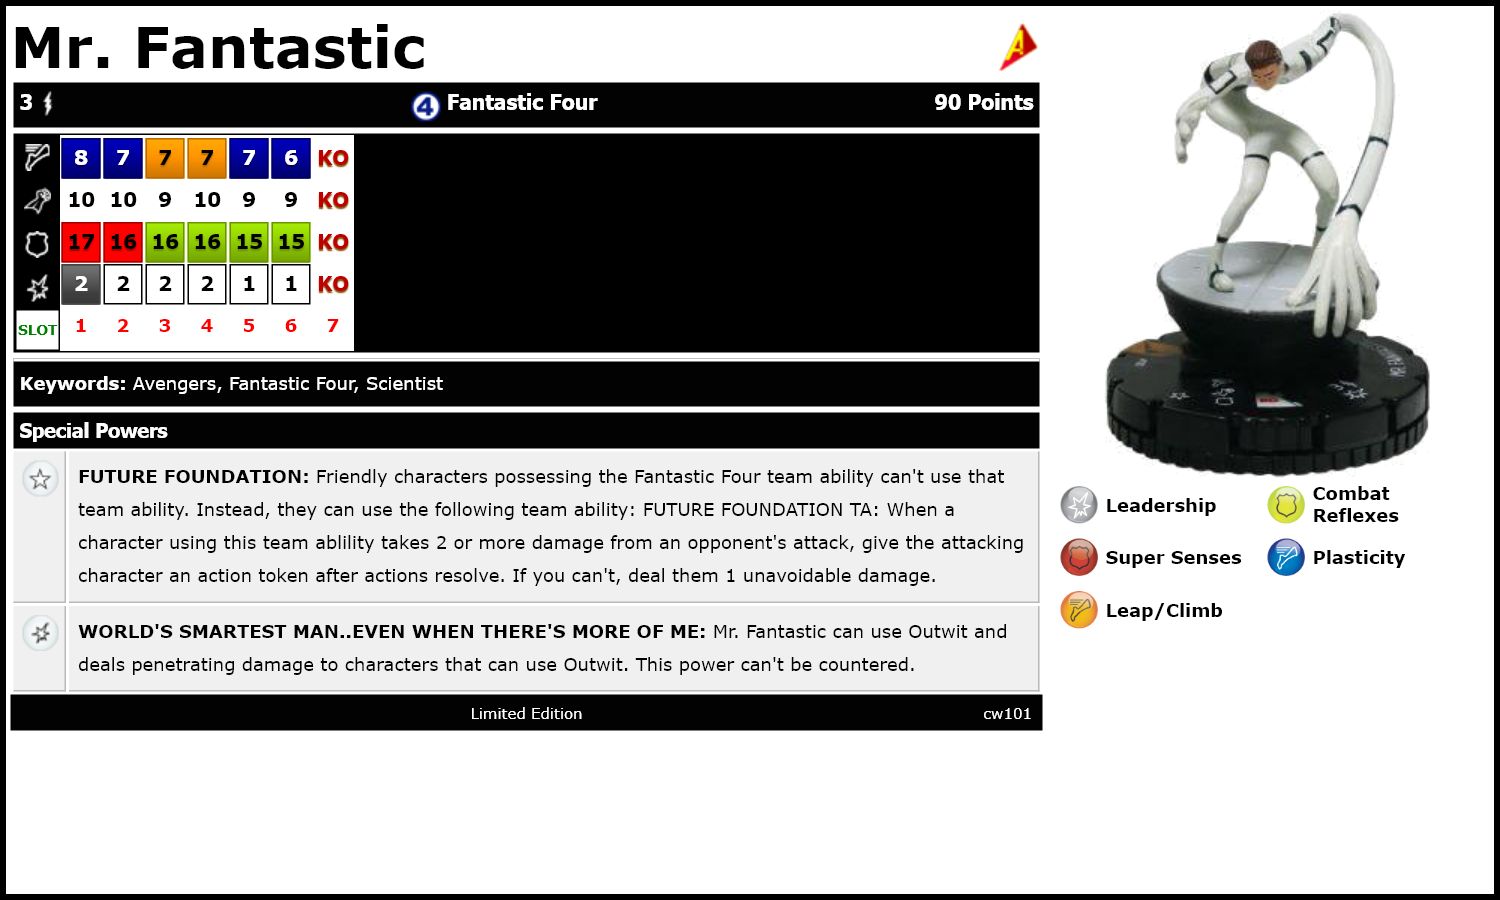 Mr. Fantastic
3 Fantastic Four 90 Points
8 7 7 7 7 6 KO
10 10 9 10 9 9 KO
17 16 16 16 15 15 KO
2 2 2 2 1 1 KO
SLOT 1 2 3 4 5 6 7
Keywords: Avengers, Fantastic Four, Scientist
Special Powers
FUTURE FOUNDATION: Friendly characters possessing the Fantastic Four team ability can't use that
team ability. Instead, they can use the following team ability: FUTURE FOUNDATION TA: When a
character using this team ablility takes 2 or more damage from an opponent's attack, give the attacking
character an action token after actions resolve. If you can't, deal them 1 unavoidable damage.
WORLD'S SMARTEST MAN..EVEN WHEN THERE'S MORE OF ME: Mr. Fantastic can use Outwit and
deals penetrating damage to characters that can use Outwit. This power can't be countered.
Limited Edition cw101
Leadership
Combat
Reflexes
Super Senses
Plasticity
Leap/Climb